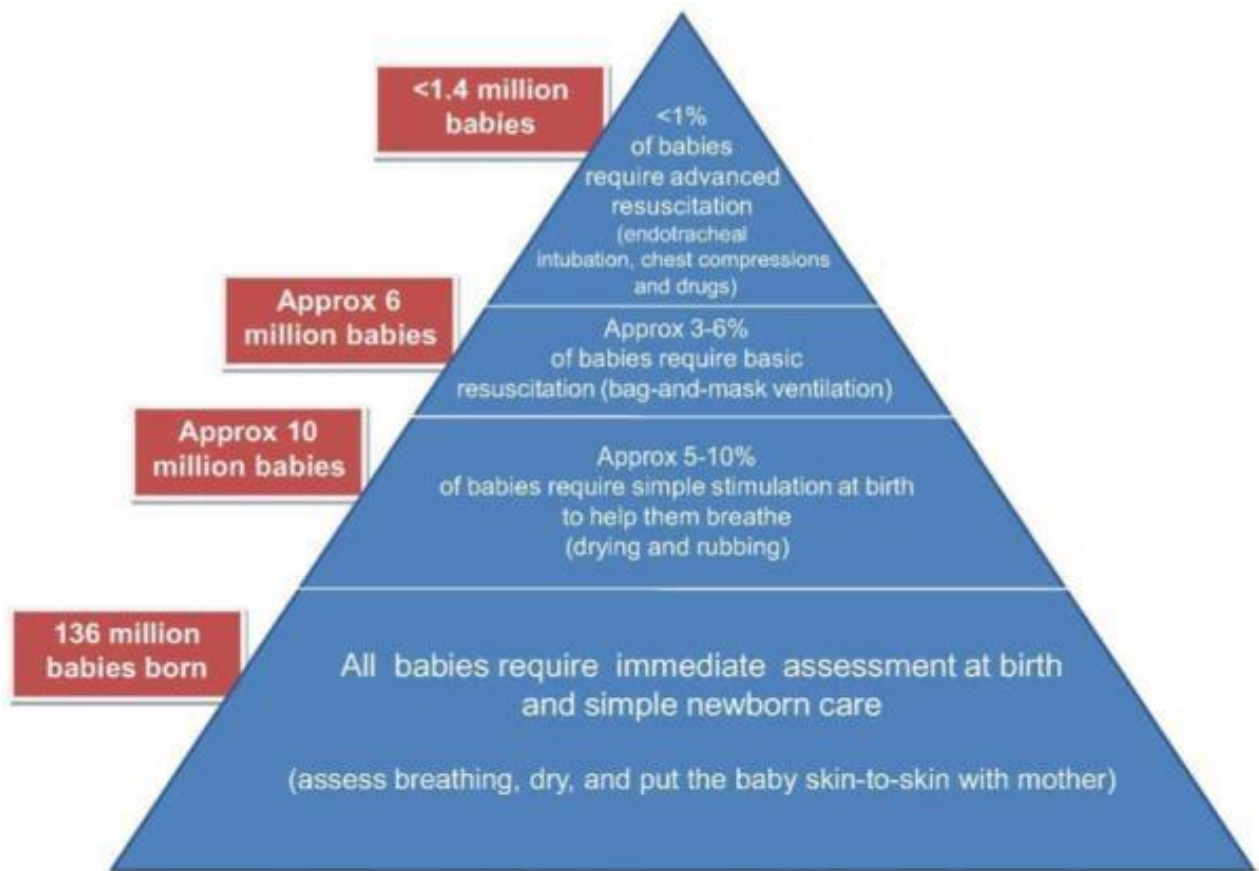 <1.4 million
babies
<1%
of babies
require advanced
resuscitation
(endotracheal
intubation, chest compressions
and drugs)
Approx 6
million babies
Approx 3-6%
of babies require basic
resuscitation (bag-and-mask ventilation)
Approx 10
million babies
Approx 5-10%
of babies require simple stimulation at birth
to help them breathe
(drying and rubbing)
136 million
babies born
All babies require immediate assessment at birth
and simple newborn care
(assess breathing, dry, and put the baby skin-to-skin with mother)